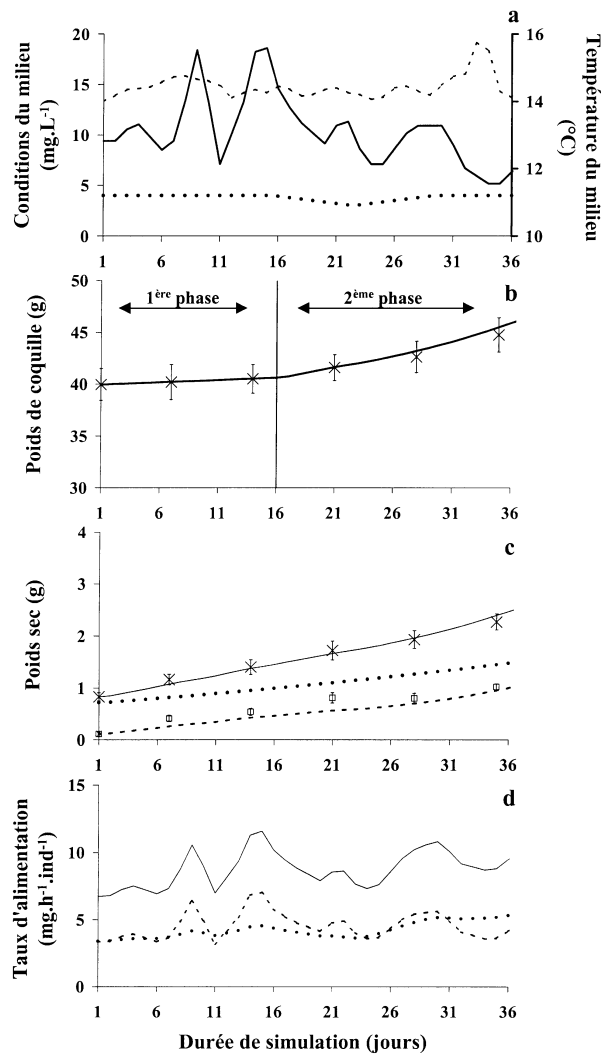 a
Conditions du milieu
(mg.L⁻¹)
Température du milieu
(°C)
25
20
15
10
5
0
16
14
12
10
1 6 11 16 21 26 31 36
b
Poids de coquille (g)
50
45
40
35
30
1ère phase
2ème phase
1 6 11 16 21 26 31 36
c
Poids sec (g)
4
3
2
1
0
1 6 11 16 21 26 31 36
d
Taux d'alimentation
(mg.h⁻¹.ind⁻¹)
15
10
5
0
1 6 11 16 21 26 31 36
Durée de simulation (jours)